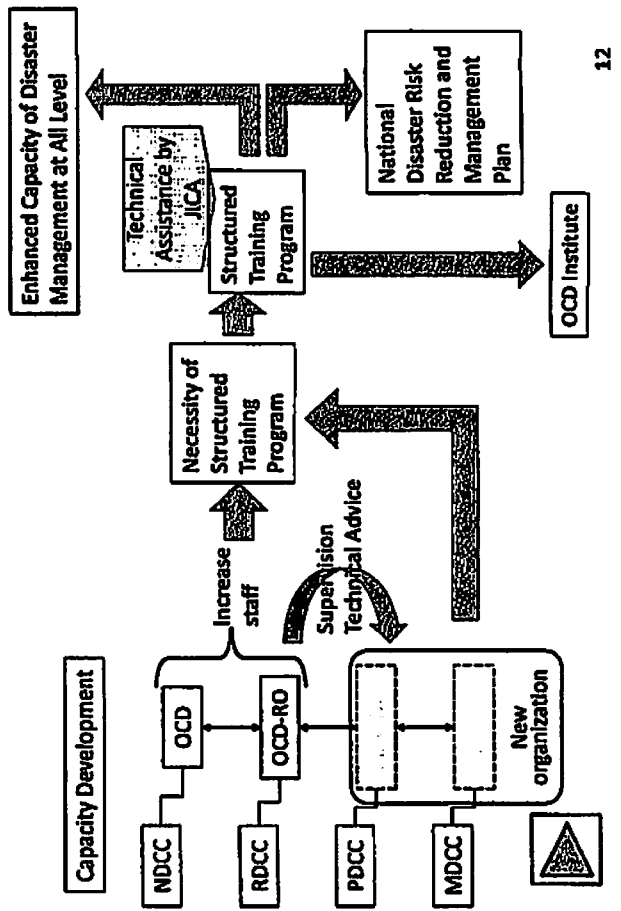 Capacity Development
NDCC
OCD
RDCC
OCD-RO
PDCC
MDCC
New
organization
Increase
staff
Supervision
Technical Advice
Necessity of
Structured
Training
Program
Technical
Assistance by
JICA
Structured
Training
Program
Enhanced Capacity of Disaster
Management at All Level
National
Disaster Risk
Reduction and
Management
Plan
OCD Institute
12